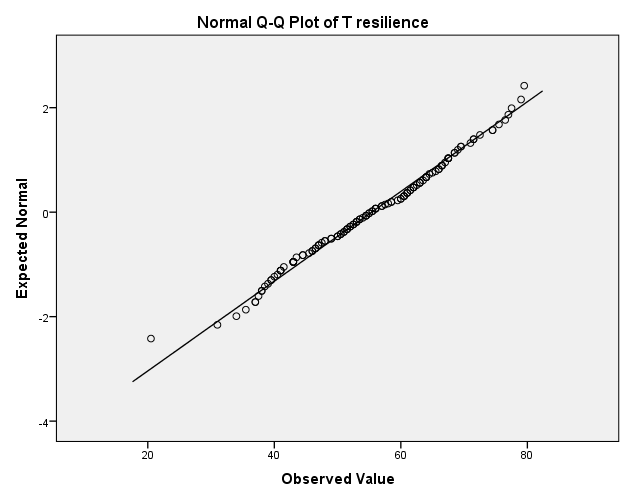 Normal Q-Q Plot of T resilience
2
0
-2
-4
Expected Normal
20
40
60
80
Observed Value